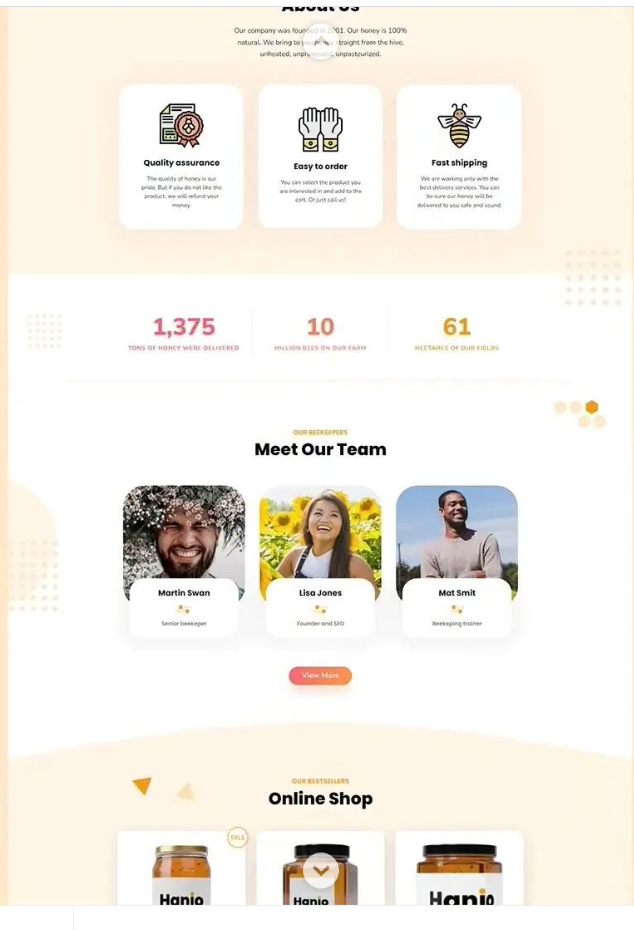 About Us
Our company was founded in 2001. Our honey is 100%
natural. We bring to you honey straight from the hive,
unheated, unprocessed, unpasteurized.
Quality assurance
Easy to order
Fast shipping
The quality of honey is our
pride. But if you do not like the
product, we will refund your
money.
You can select the product you
are interested in and add to the
cart. Or just call us!
We are working only with the
best delivery services. You can
be sure our honey will be
delivered to you safe and sound.
1,375
TONS OF HONEY WERE DELIVERED
10
MILLION BEES ON OUR FARM
61
HECTARES OF OUR FIELDS
OUR BEEKEEPERS
Meet Our Team
Martin Swan
Senior beekeper
Lisa Jones
Founder and SEO
Mat Smit
Beekeping trainer
View More
OUR BESTSELLERS
Online Shop
SALE
Hanio
Hanio
Hanio